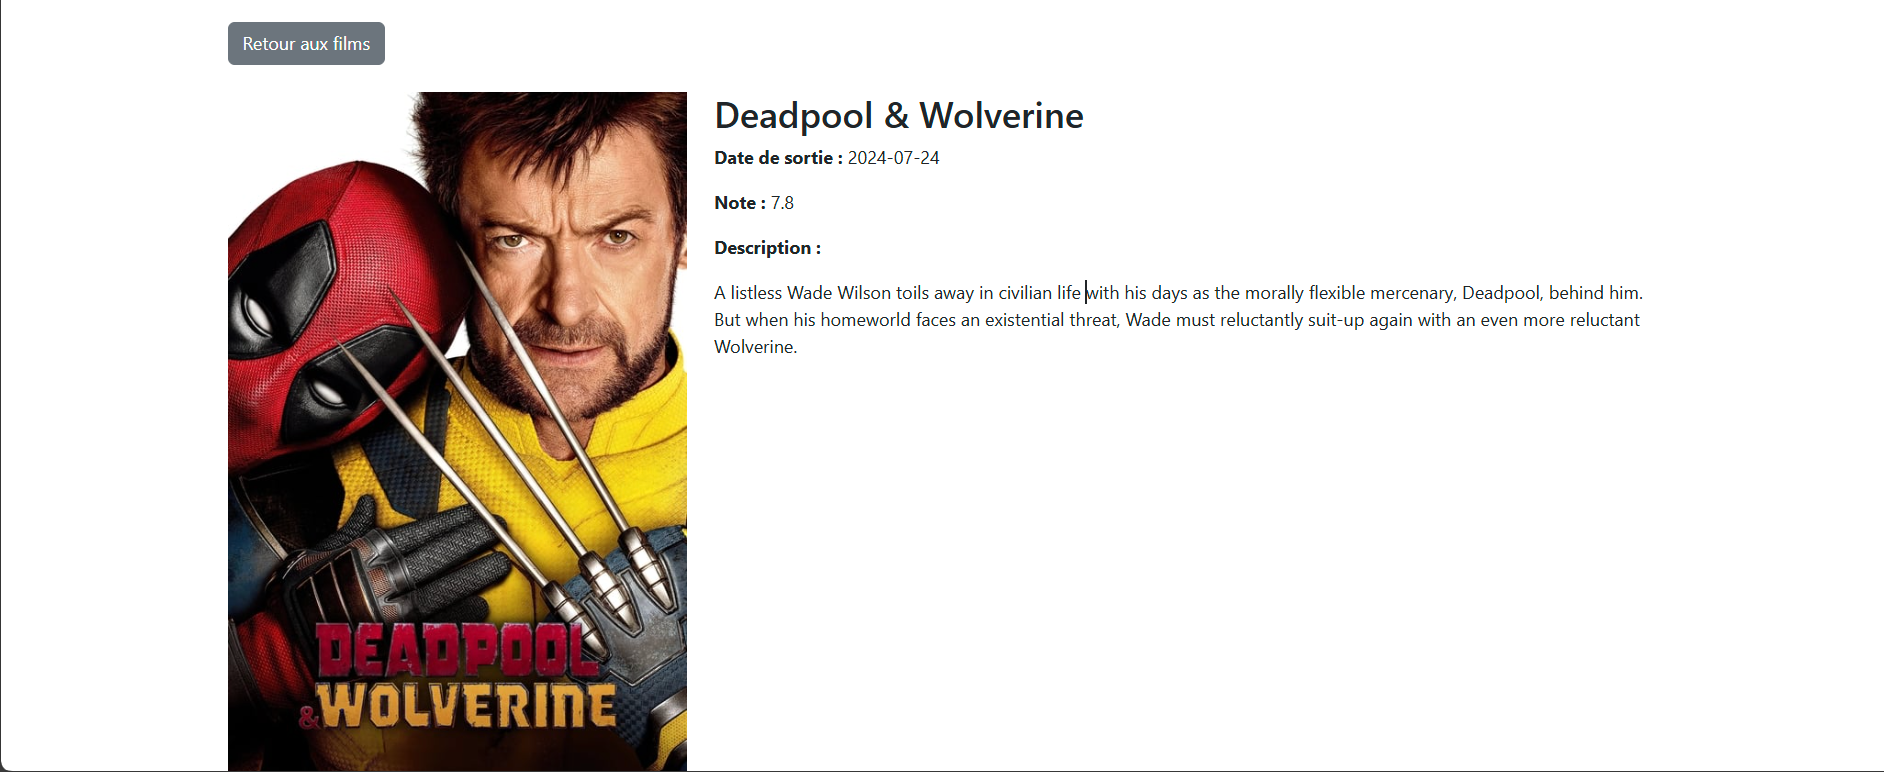 Retour aux films
Deadpool & Wolverine
Date de sortie : 2024-07-24
Note : 7.8
Description :
A listless Wade Wilson toils away in civilian life with his days as the morally flexible mercenary, Deadpool, behind him.
But when his homeworld faces an existential threat, Wade must reluctantly suit-up again with an even more reluctant
Wolverine.
DEADPOOL
&WOLVERINE